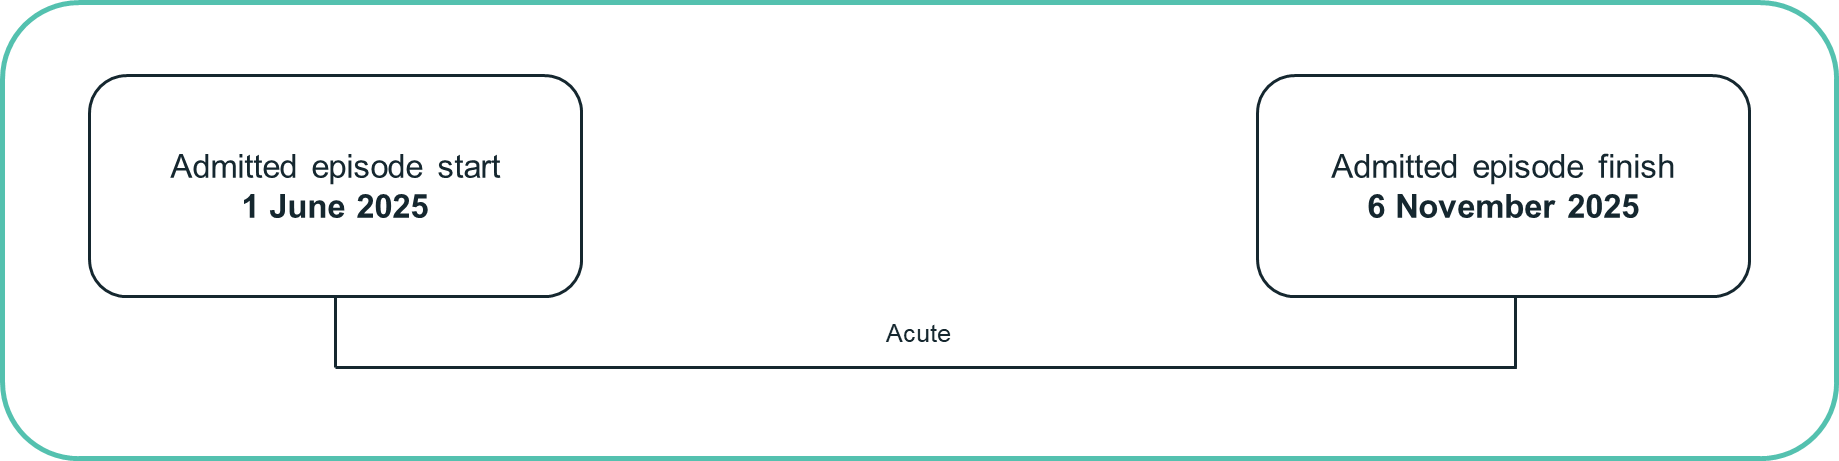 Admitted episode start
1 June 2025
Admitted episode finish
6 November 2025
Acute